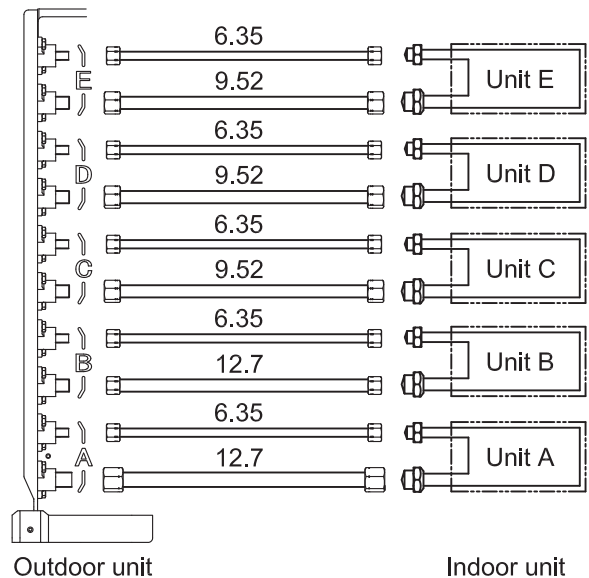 6.35
E
9.52
Unit E
6.35
D
9.52
Unit D
6.35
C
9.52
Unit C
6.35
B
12.7
Unit B
6.35
A
12.7
Unit A
Outdoor unit
Indoor unit